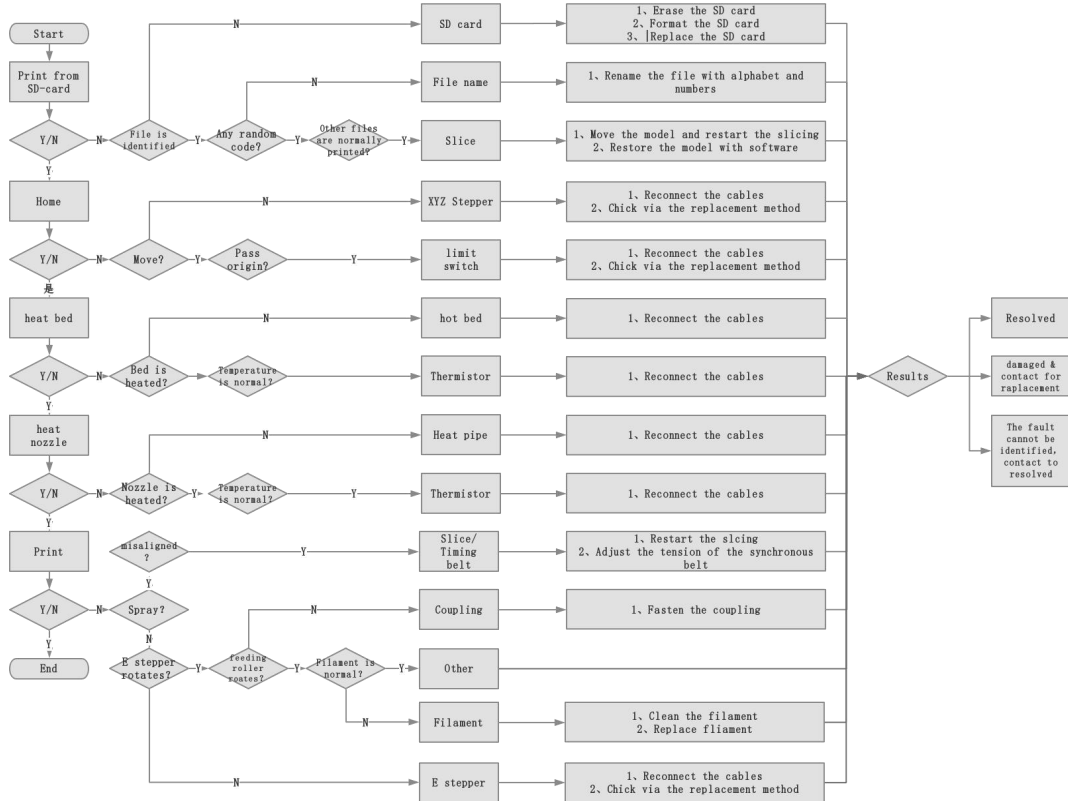 Start
N
SD card
1、Erase the SD card
2、Format the SD card
3、|Replace the SD card
Print from
SD-card
N
File name
1、Rename the file with alphabet and
numbers
Y/N
N
File is
identified
Y
Any random
code?
Y
Other files
are normally
printed?
Y
Slice
1、Move the model and restart the slicing
2、Restore the model with software
Y
Home
N
XYZ Stepper
1、Reconnect the cables
2、Chick via the replacement method
Y/N
N
Move?
Y
Pass
origin?
Y
limit
switch
1、Reconnect the cables
2、Chick via the replacement method
是
heat bed
N
hot bed
1、Reconnect the cables
Resolved
Y/N
N
Bed is
heated?
Temperature
is normal?
Thermistor
1、Reconnect the cables
Results
damaged &
contact for
raplacement
Y
heat
nozzle
N
Heat pipe
1、Reconnect the cables
The fault
cannot be
identified,
contact to
resolved
Y/N
N
Nozzle is
heated?
Y
Temperature
is normal?
Y
Thermistor
1、Reconnect the cables
Y
Print
misaligned
?
Y
Slice/
Timing
belt
1、Restart the slcing
2、Adjust the tension of the synchronous
belt
Y
Y/N
N
Spray?
N
Coupling
1、Fasten the coupling
Y
N
End
E stepper
rotates?
Y
feeding
roller
roates?
Y
Filament is
normal?
Y
Other
N
Filament
1、Clean the filament
2、Replace fliament
N
E stepper
1、Reconnect the cables
2、Chick via the replacement method